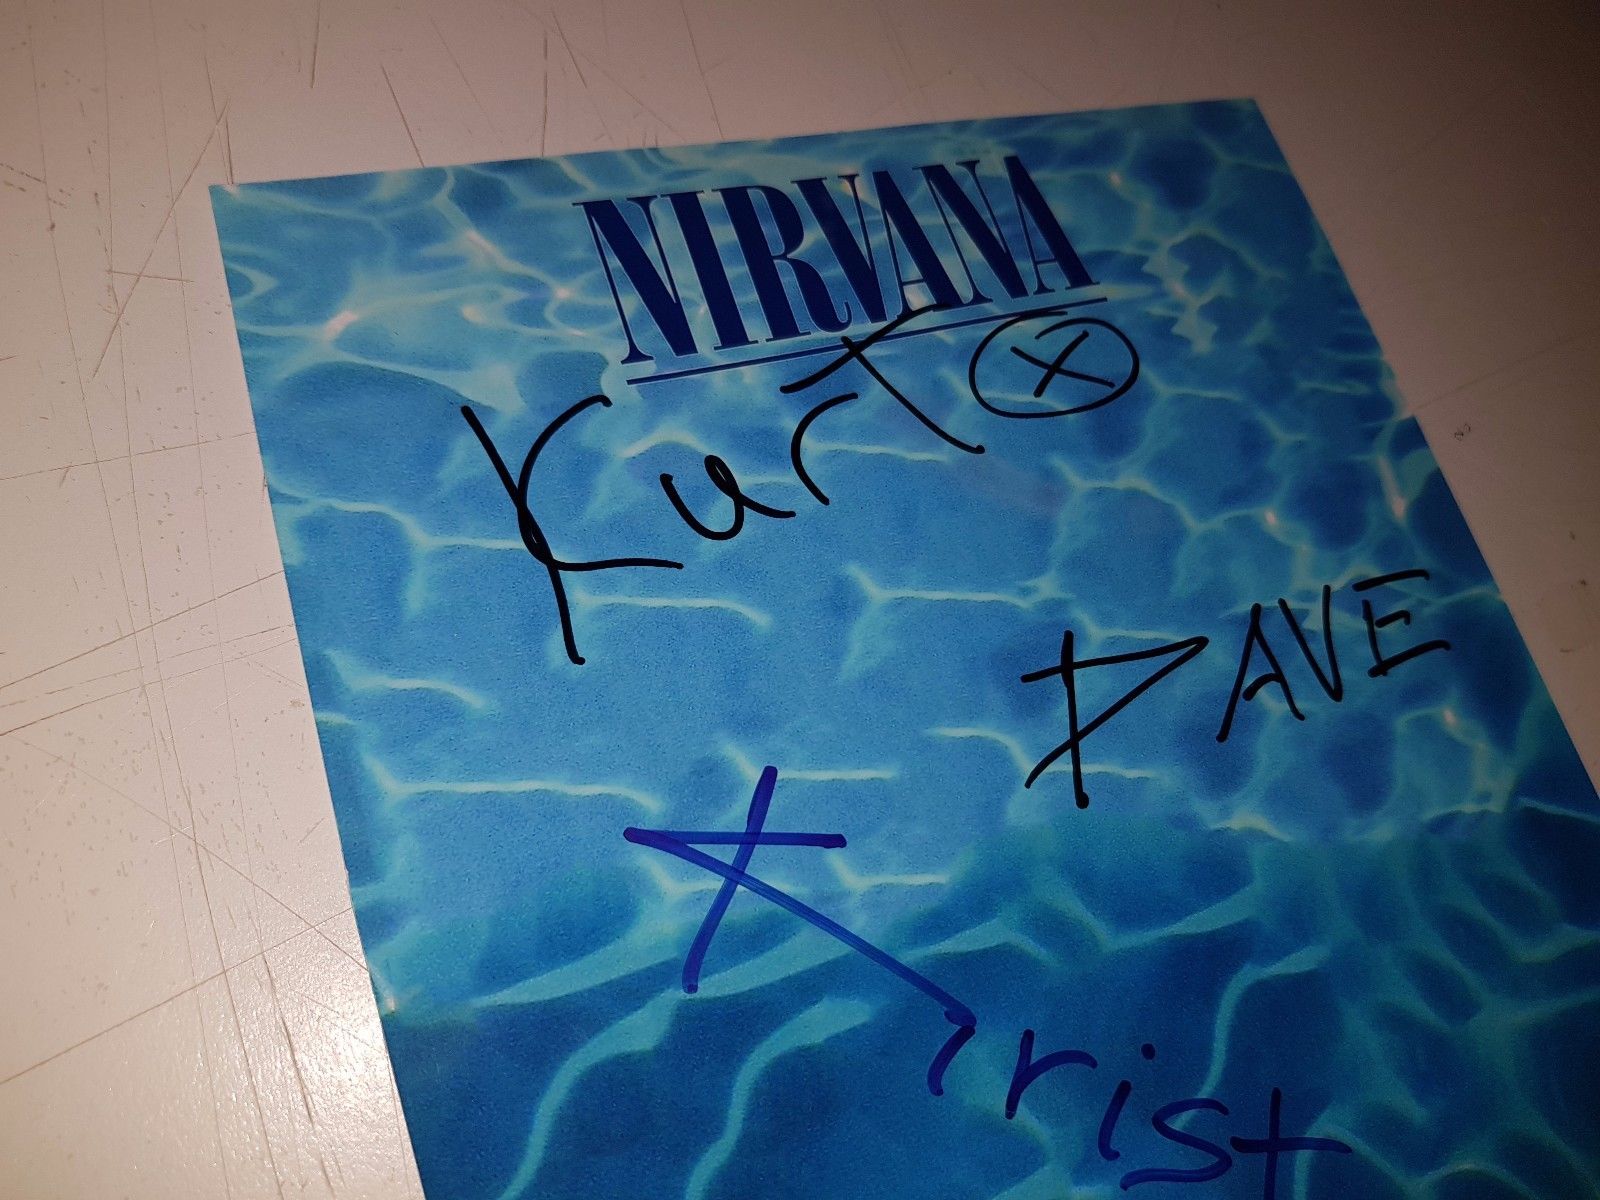 NIRVANA
Kurt X
DAVE
Krist